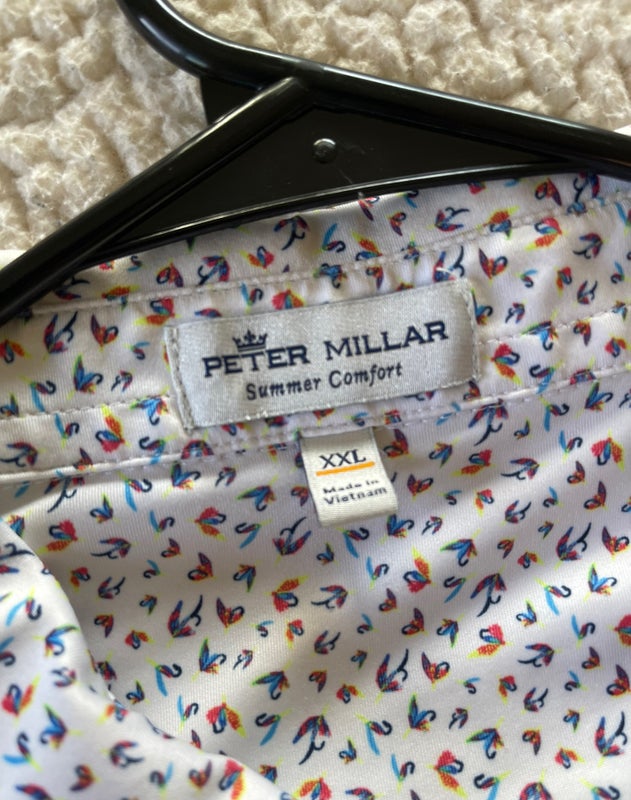 PETER MILLAR
Summer Comfort
XXL
Made in
Vietnam